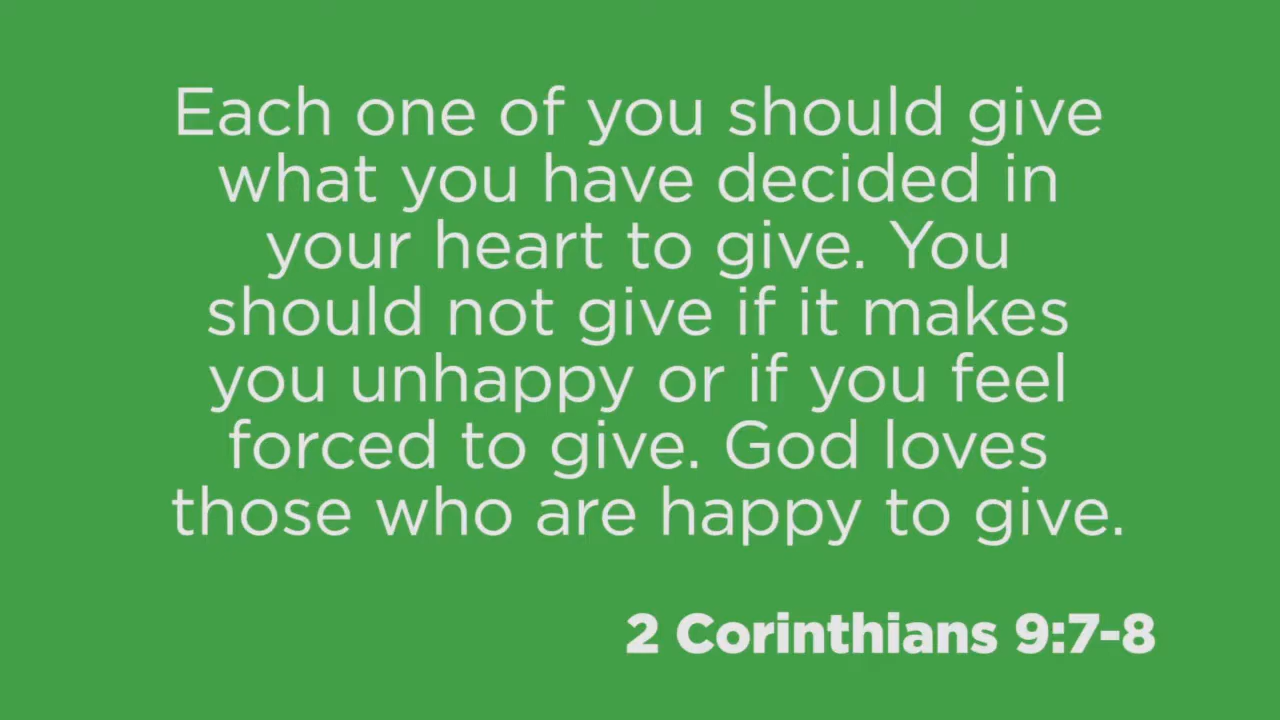 Each one of you should give
what you have decided in
your heart to give. You
should not give if it makes
you unhappy or if you feel
forced to give. God loves
those who are happy to give.
2 Corinthians 9:7-8